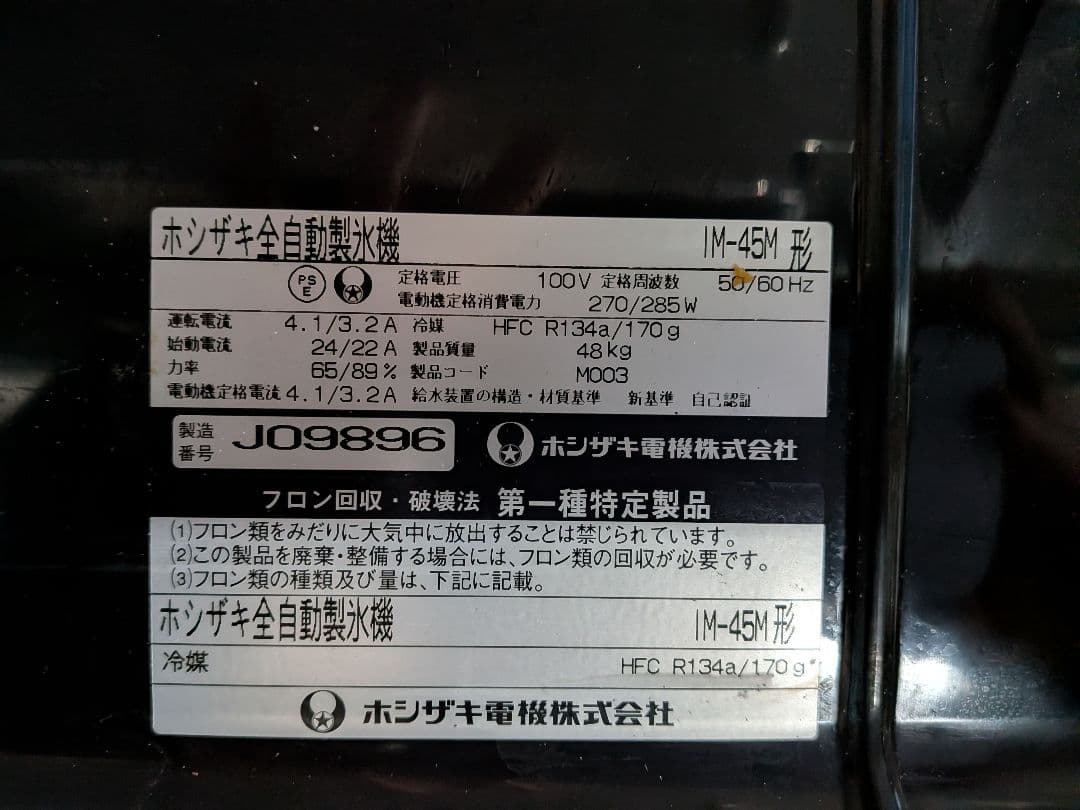 ホシザキ全自動製氷機 IM-45M 形
PS E 定格電圧 100V 定格周波数 50/60 Hz
電動機定格消費電力 270/285W
運転電流 4.1/3.2A 冷媒 HFC R134a/170g
始動電流 24/22A 製品質量 48kg
力率 65/89% 製品コード M003
電動機定格電流 4.1/3.2A 給水装置の構造・材質基準 新基準 自己認証
製造番号 J09896 ホシザキ電機株式会社
フロン回収・破壊法 第一種特定製品
(1)フロン類をみだりに大気中に放出することは禁じられています。
(2)この製品を廃棄・整備する場合には、フロン類の回収が必要です。
(3)フロン類の種類及び量は、下記に記載。
ホシザキ全自動製氷機 IM-45M 形
冷媒 HFC R134a/170g
ホシザキ電機株式会社